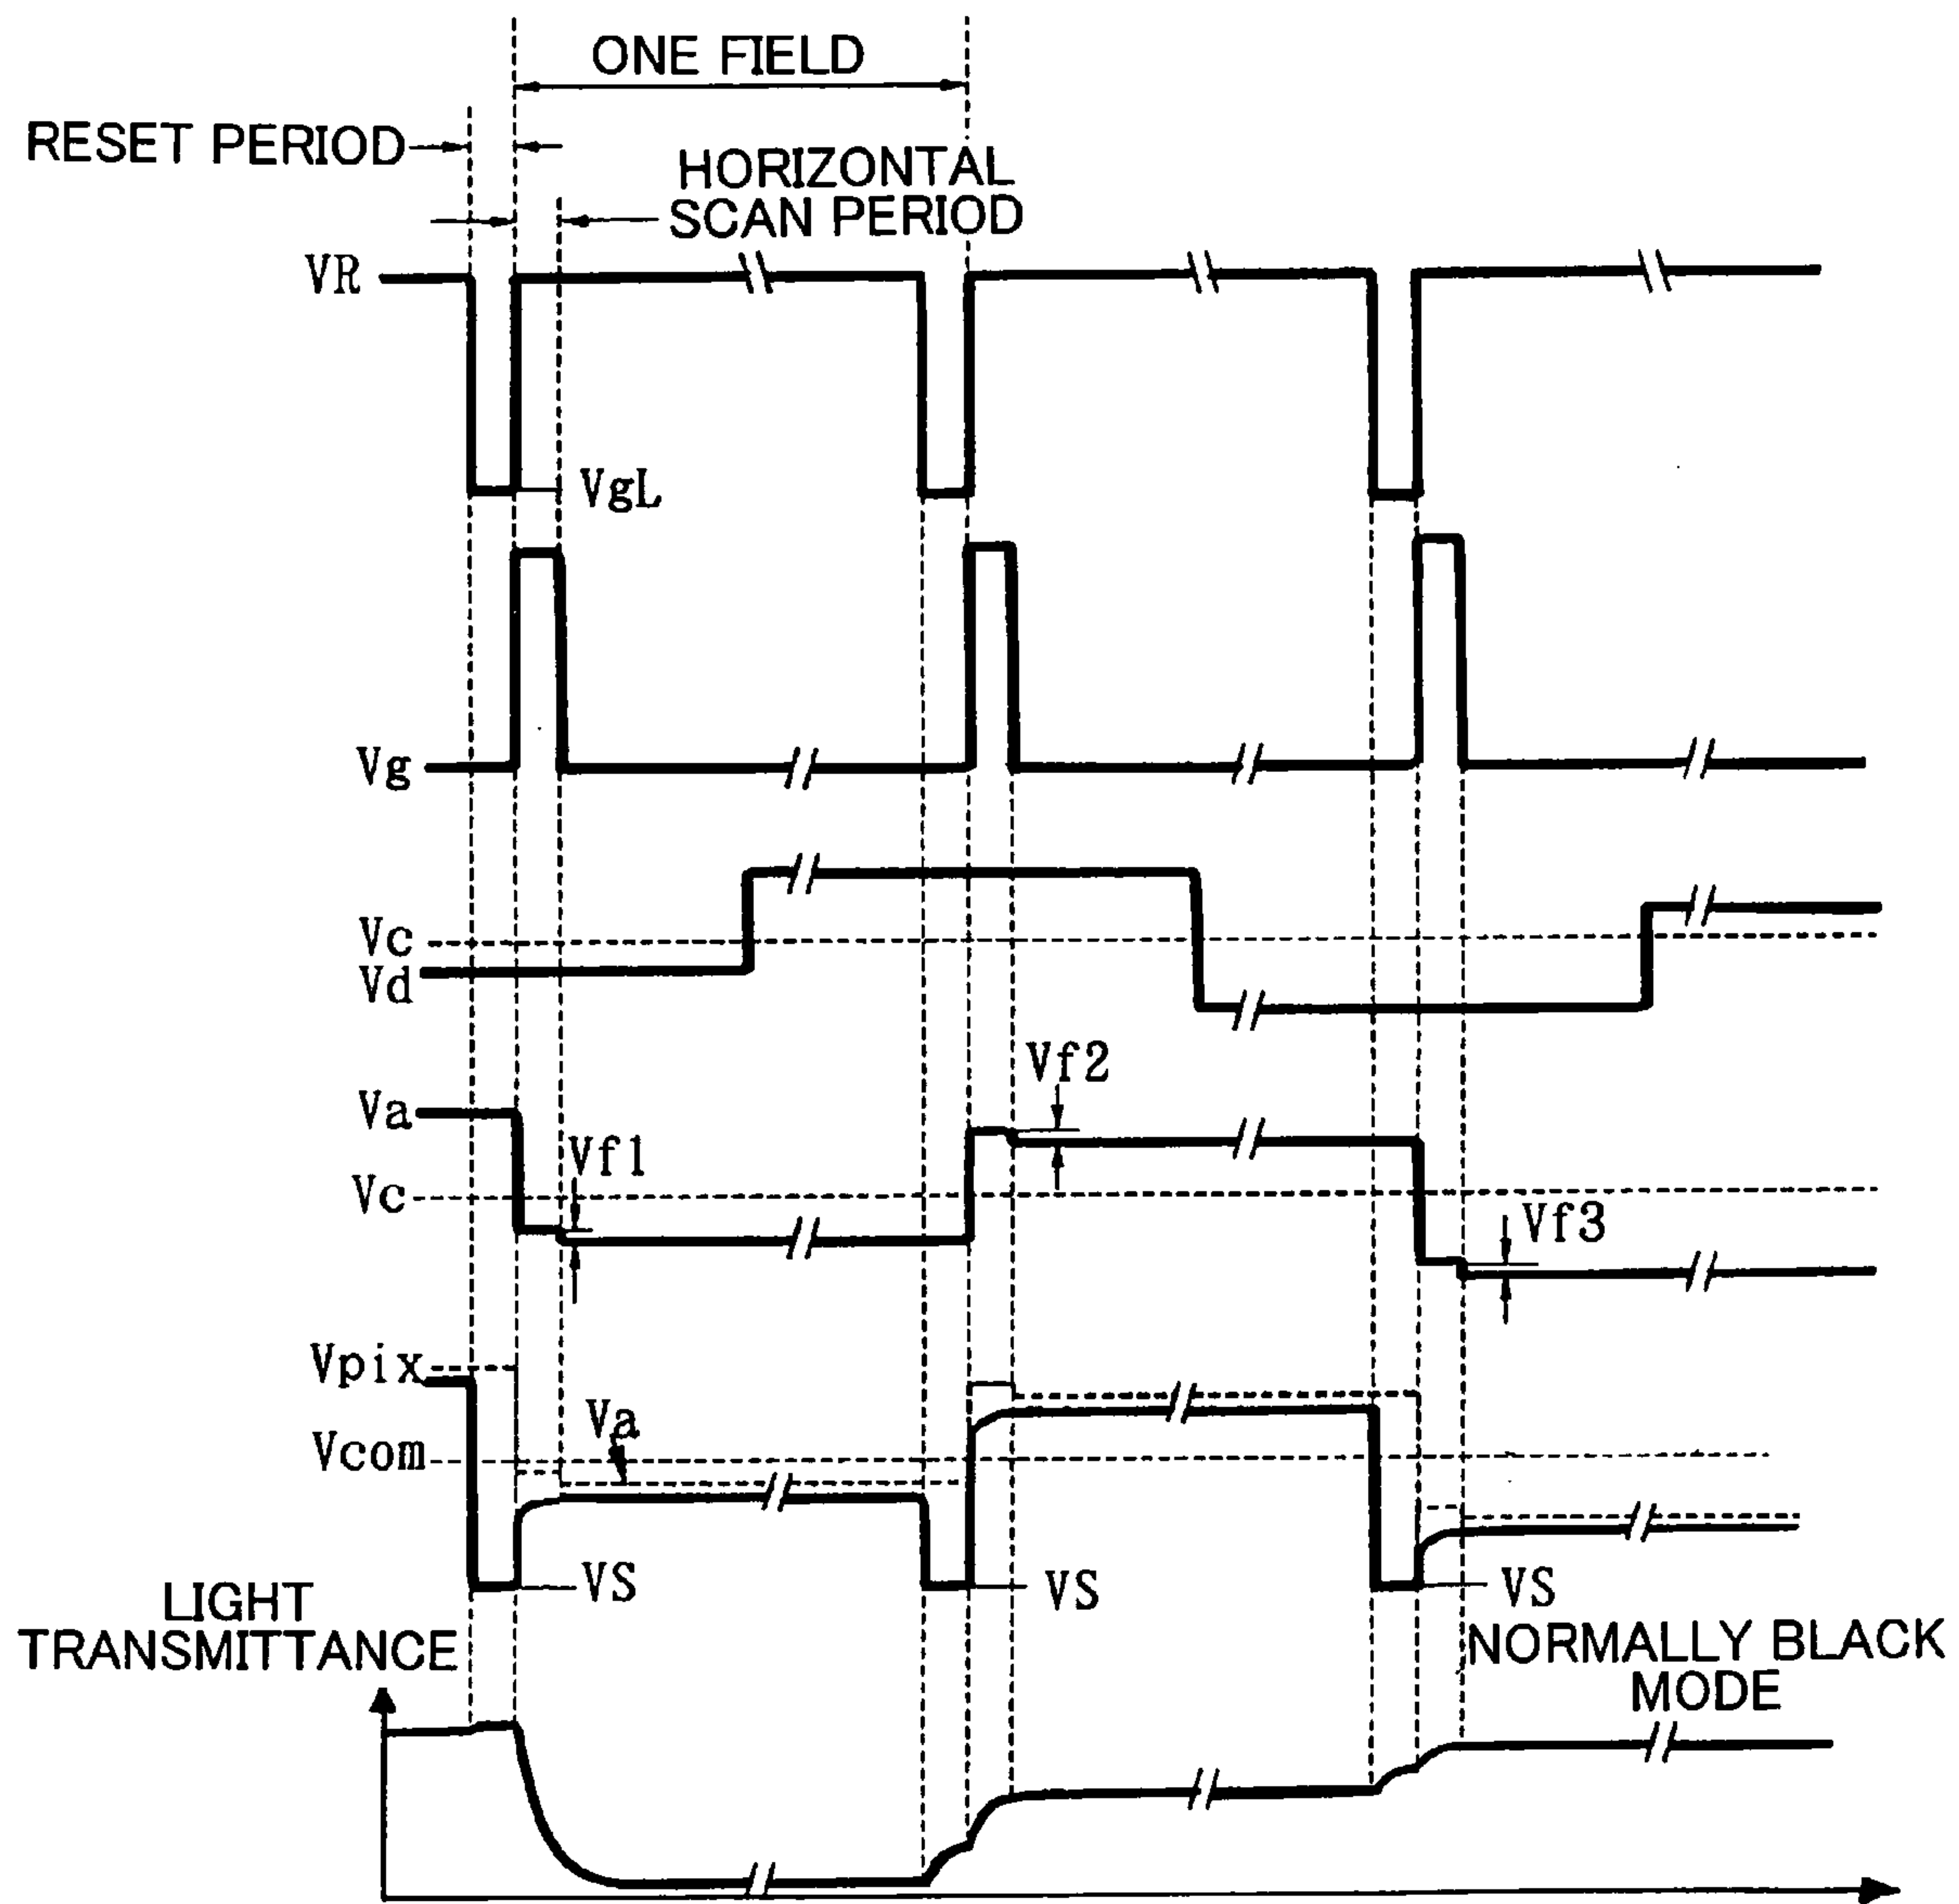 ONE FIELD
RESET PERIOD
HORIZONTAL
SCAN PERIOD
VR
VgL
Vg
Vc
Vd
Vf2
Va
Vf1
Vc
Vf3
Vpix
Va
Vcom
VS
VS
VS
LIGHT
TRANSMITTANCE
NORMALLY BLACK
MODE